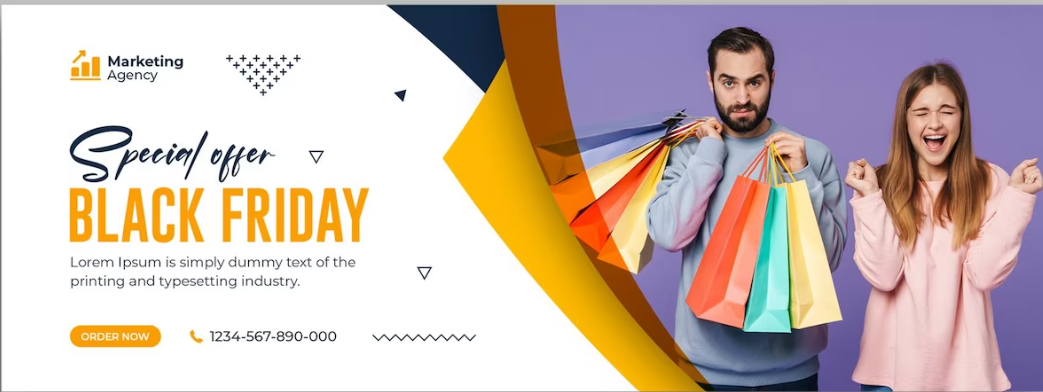 Marketing
Agency
Special offer
BLACK FRIDAY
Lorem Ipsum is simply dummy text of the
printing and typesetting industry.
ORDER NOW
1234-567-890-000